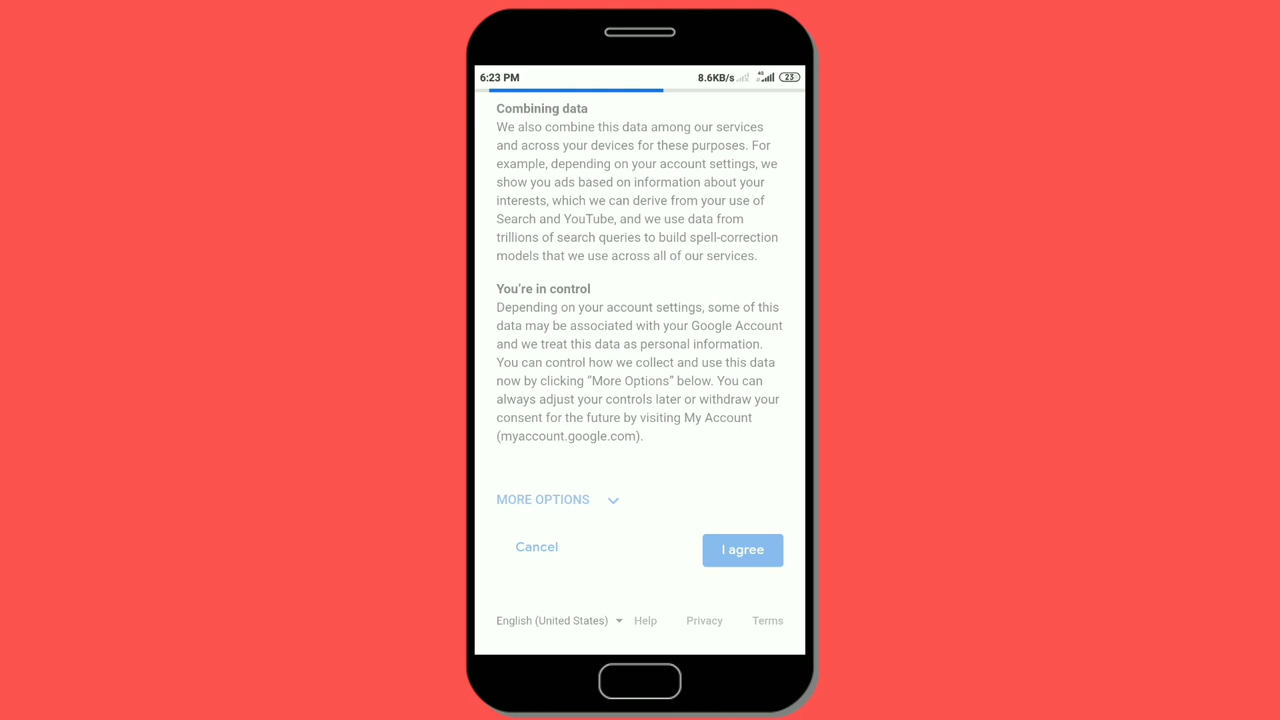 6:23 PM 8.6KB/s 4G 23
Combining data
We also combine this data among our services
and across your devices for these purposes. For
example, depending on your account settings, we
show you ads based on information about your
interests, which we can derive from your use of
Search and YouTube, and we use data from
trillions of search queries to build spell-correction
models that we use across all of our services.
You’re in control
Depending on your account settings, some of this
data may be associated with your Google Account
and we treat this data as personal information.
You can control how we collect and use this data
now by clicking “More Options” below. You can
always adjust your controls later or withdraw your
consent for the future by visiting My Account
(myaccount.google.com).
MORE OPTIONS
Cancel I agree
English (United States) Help Privacy Terms